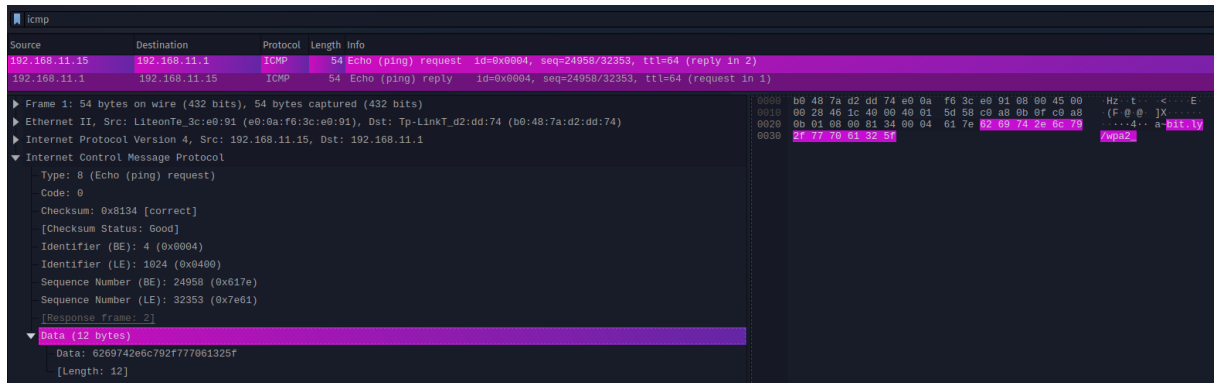 icmp
Source Destination Protocol Length Info
192.168.11.15 192.168.11.1 ICMP 54 Echo (ping) request id=0x0004, seq=24958/32353, ttl=64 (reply in 2)
192.168.11.1 192.168.11.15 ICMP 54 Echo (ping) reply id=0x0004, seq=24958/32353, ttl=64 (request in 1)
Frame 1: 54 bytes on wire (432 bits), 54 bytes captured (432 bits)
Ethernet II, Src: LiteonTe_3c:e0:91 (e0:0a:f6:3c:e0:91), Dst: Tp-LinkT_d2:dd:74 (b0:48:7a:d2:dd:74)
Internet Protocol Version 4, Src: 192.168.11.15, Dst: 192.168.11.1
Internet Control Message Protocol
Type: 8 (Echo (ping) request)
Code: 0
Checksum: 0x8134 [correct]
[Checksum Status: Good]
Identifier (BE): 4 (0x0004)
Identifier (LE): 1024 (0x0400)
Sequence Number (BE): 24958 (0x617e)
Sequence Number (LE): 32353 (0x7e61)
[Response frame: 2]
Data (12 bytes)
Data: 6269742e6c792f777061325f
[Length: 12]
0000 b0 48 7a d2 dd 74 e0 0a f6 3c e0 91 08 00 45 00 ·Hz··t·· ·<····E·
0010 00 28 46 1c 40 00 40 01 5d 58 c0 a8 0b 0f c0 a8 ·(F·@·@· ]X······
0020 0b 01 08 00 81 34 00 04 61 7e 62 69 74 2e 6c 79 ·····4·· a~bit.ly
0030 2f 77 70 61 32 5f /wpa2_